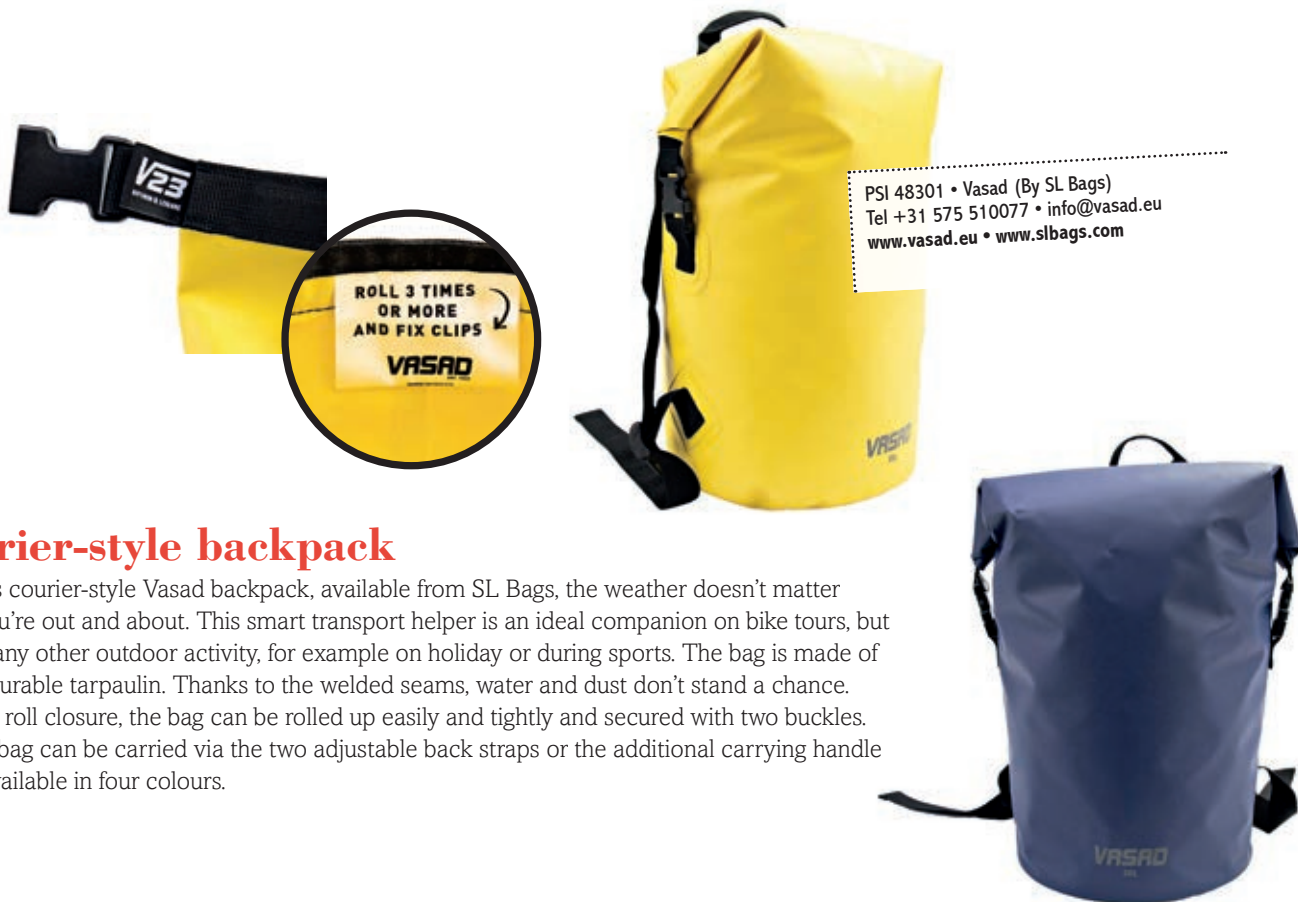 V23
ROLL 3 TIMES
OR MORE
AND FIX CLIPS
VASAD
PSI 48301 • Vasad (By SL Bags)
Tel +31 575 510077 • info@vasad.eu
www.vasad.eu • www.slbags.com
VASAD
rier-style backpack
s courier-style Vasad backpack, available from SL Bags, the weather doesn’t matter
u’re out and about. This smart transport helper is an ideal companion on bike tours, but
any other outdoor activity, for example on holiday or during sports. The bag is made of
urable tarpaulin. Thanks to the welded seams, water and dust don’t stand a chance.
roll closure, the bag can be rolled up easily and tightly and secured with two buckles.
bag can be carried via the two adjustable back straps or the additional carrying handle
vailable in four colours.
VASAD